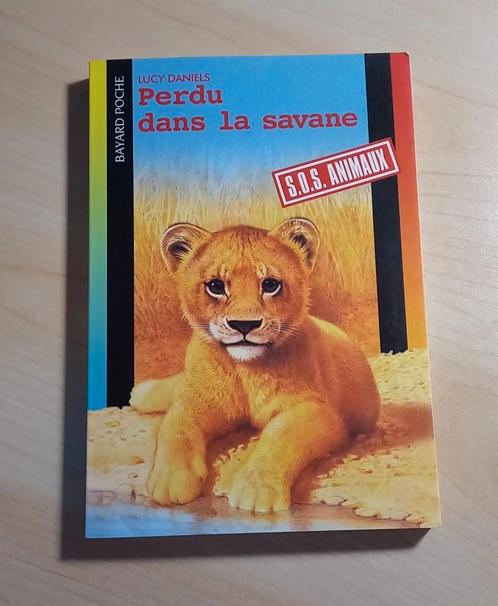 LUCY DANIELS
Perdu
dans la savane
S.O.S. ANIMAUX
BAYARD POCHE